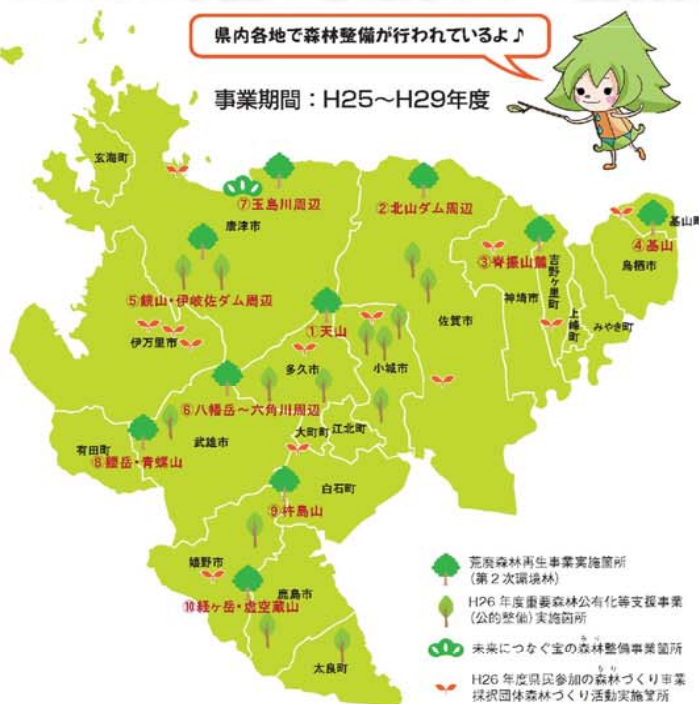 県内各地で森林整備が行われているよ♪
事業期間：H25〜H29年度
玄海町
⑦玉島川周辺
唐津市
②北山ダム周辺
基山町
④基山
③脊振山麓
吉野ヶ里町
鳥栖市
神埼市
上峰町
みやき町
⑤鏡山・伊岐佐ダム周辺
①天山
佐賀市
伊万里市
多久市
小城市
⑥八幡岳〜六角川周辺
大町町
江北町
武雄市
有田町
⑧腰岳・青螺山
白石町
⑨杵島山
嬉野市
⑩経ヶ岳・虚空蔵山
鹿島市
太良町
荒廃森林再生事業実施箇所
(第2次環境林)
H26年度重要森林公有化等支援事業
(公的整備)実施箇所
もり
未来につなぐ宝の森林整備事業箇所
もり
H26年度県民参加の森林づくり事業
採択団体森林づくり活動実施箇所